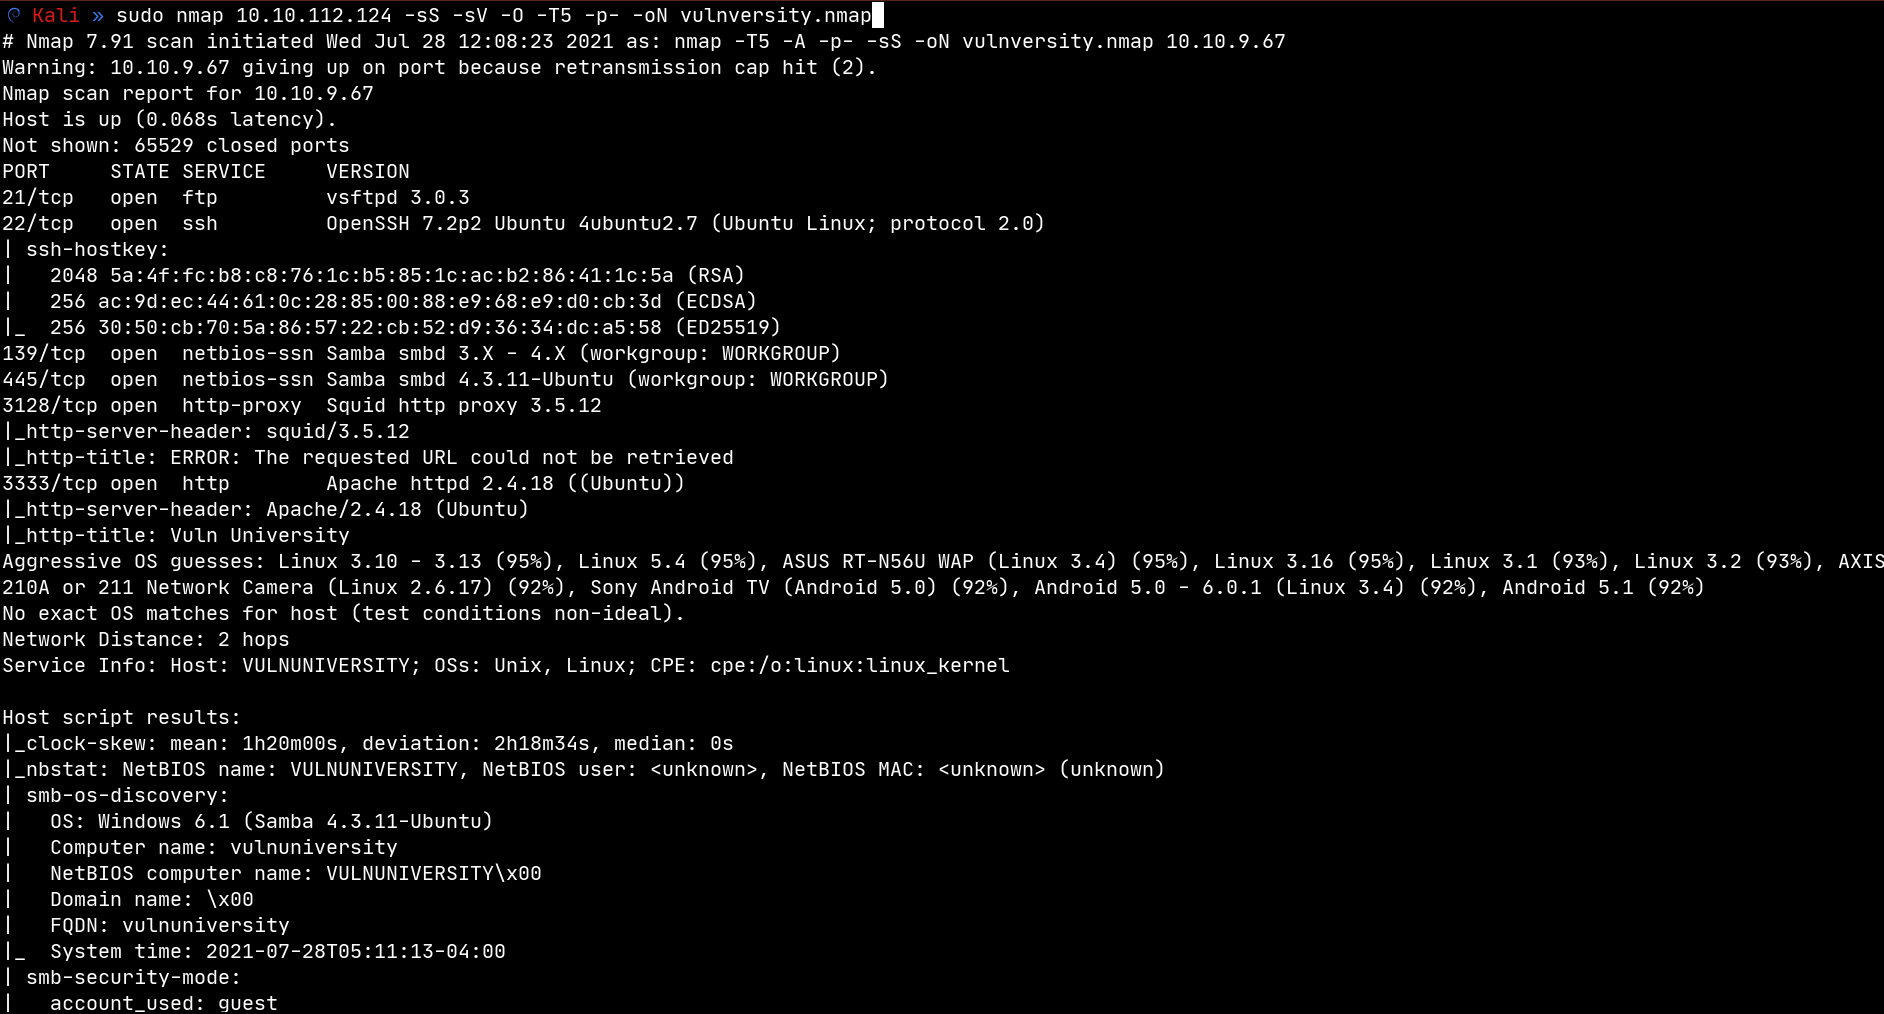 Kali » sudo nmap 10.10.112.124 -sS -sV -O -T5 -p- -oN vulnversity.nmap
# Nmap 7.91 scan initiated Wed Jul 28 12:08:23 2021 as: nmap -T5 -A -p- -sS -oN vulnversity.nmap 10.10.9.67
Warning: 10.10.9.67 giving up on port because retransmission cap hit (2).
Nmap scan report for 10.10.9.67
Host is up (0.068s latency).
Not shown: 65529 closed ports
PORT     STATE SERVICE     VERSION
21/tcp   open  ftp         vsftpd 3.0.3
22/tcp   open  ssh         OpenSSH 7.2p2 Ubuntu 4ubuntu2.7 (Ubuntu Linux; protocol 2.0)
| ssh-hostkey:
|   2048 5a:4f:fc:b8:c8:76:1c:b5:85:1c:ac:b2:86:41:1c:5a (RSA)
|   256 ac:9d:ec:44:61:0c:28:85:00:88:e9:68:e9:d0:cb:3d (ECDSA)
|_  256 30:50:cb:70:5a:86:57:22:cb:52:d9:36:34:dc:a5:58 (ED25519)
139/tcp  open  netbios-ssn Samba smbd 3.X - 4.X (workgroup: WORKGROUP)
445/tcp  open  netbios-ssn Samba smbd 4.3.11-Ubuntu (workgroup: WORKGROUP)
3128/tcp open  http-proxy  Squid http proxy 3.5.12
|_http-server-header: squid/3.5.12
|_http-title: ERROR: The requested URL could not be retrieved
3333/tcp open  http        Apache httpd 2.4.18 ((Ubuntu))
|_http-server-header: Apache/2.4.18 (Ubuntu)
|_http-title: Vuln University
Aggressive OS guesses: Linux 3.10 - 3.13 (95%), Linux 5.4 (95%), ASUS RT-N56U WAP (Linux 3.4) (95%), Linux 3.16 (95%), Linux 3.1 (93%), Linux 3.2 (93%), AXIS
210A or 211 Network Camera (Linux 2.6.17) (92%), Sony Android TV (Android 5.0) (92%), Android 5.0 - 6.0.1 (Linux 3.4) (92%), Android 5.1 (92%)
No exact OS matches for host (test conditions non-ideal).
Network Distance: 2 hops
Service Info: Host: VULNUNIVERSITY; OSs: Unix, Linux; CPE: cpe:/o:linux:linux_kernel

Host script results:
|_clock-skew: mean: 1h20m00s, deviation: 2h18m34s, median: 0s
|_nbstat: NetBIOS name: VULNUNIVERSITY, NetBIOS user: <unknown>, NetBIOS MAC: <unknown> (unknown)
| smb-os-discovery:
|   OS: Windows 6.1 (Samba 4.3.11-Ubuntu)
|   Computer name: vulnuniversity
|   NetBIOS computer name: VULNUNIVERSITY\x00
|   Domain name: \x00
|   FQDN: vulnuniversity
|_  System time: 2021-07-28T05:11:13-04:00
| smb-security-mode:
|   account_used: guest